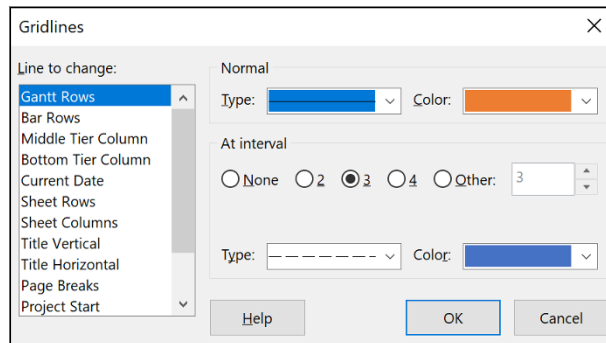 Gridlines
Line to change:
Gantt Rows
Bar Rows
Middle Tier Column
Bottom Tier Column
Current Date
Sheet Rows
Sheet Columns
Title Vertical
Title Horizontal
Page Breaks
Project Start
Normal
Type: Color:
At interval
None 2 3 4 Other: 3
Type: Color:
Help OK Cancel